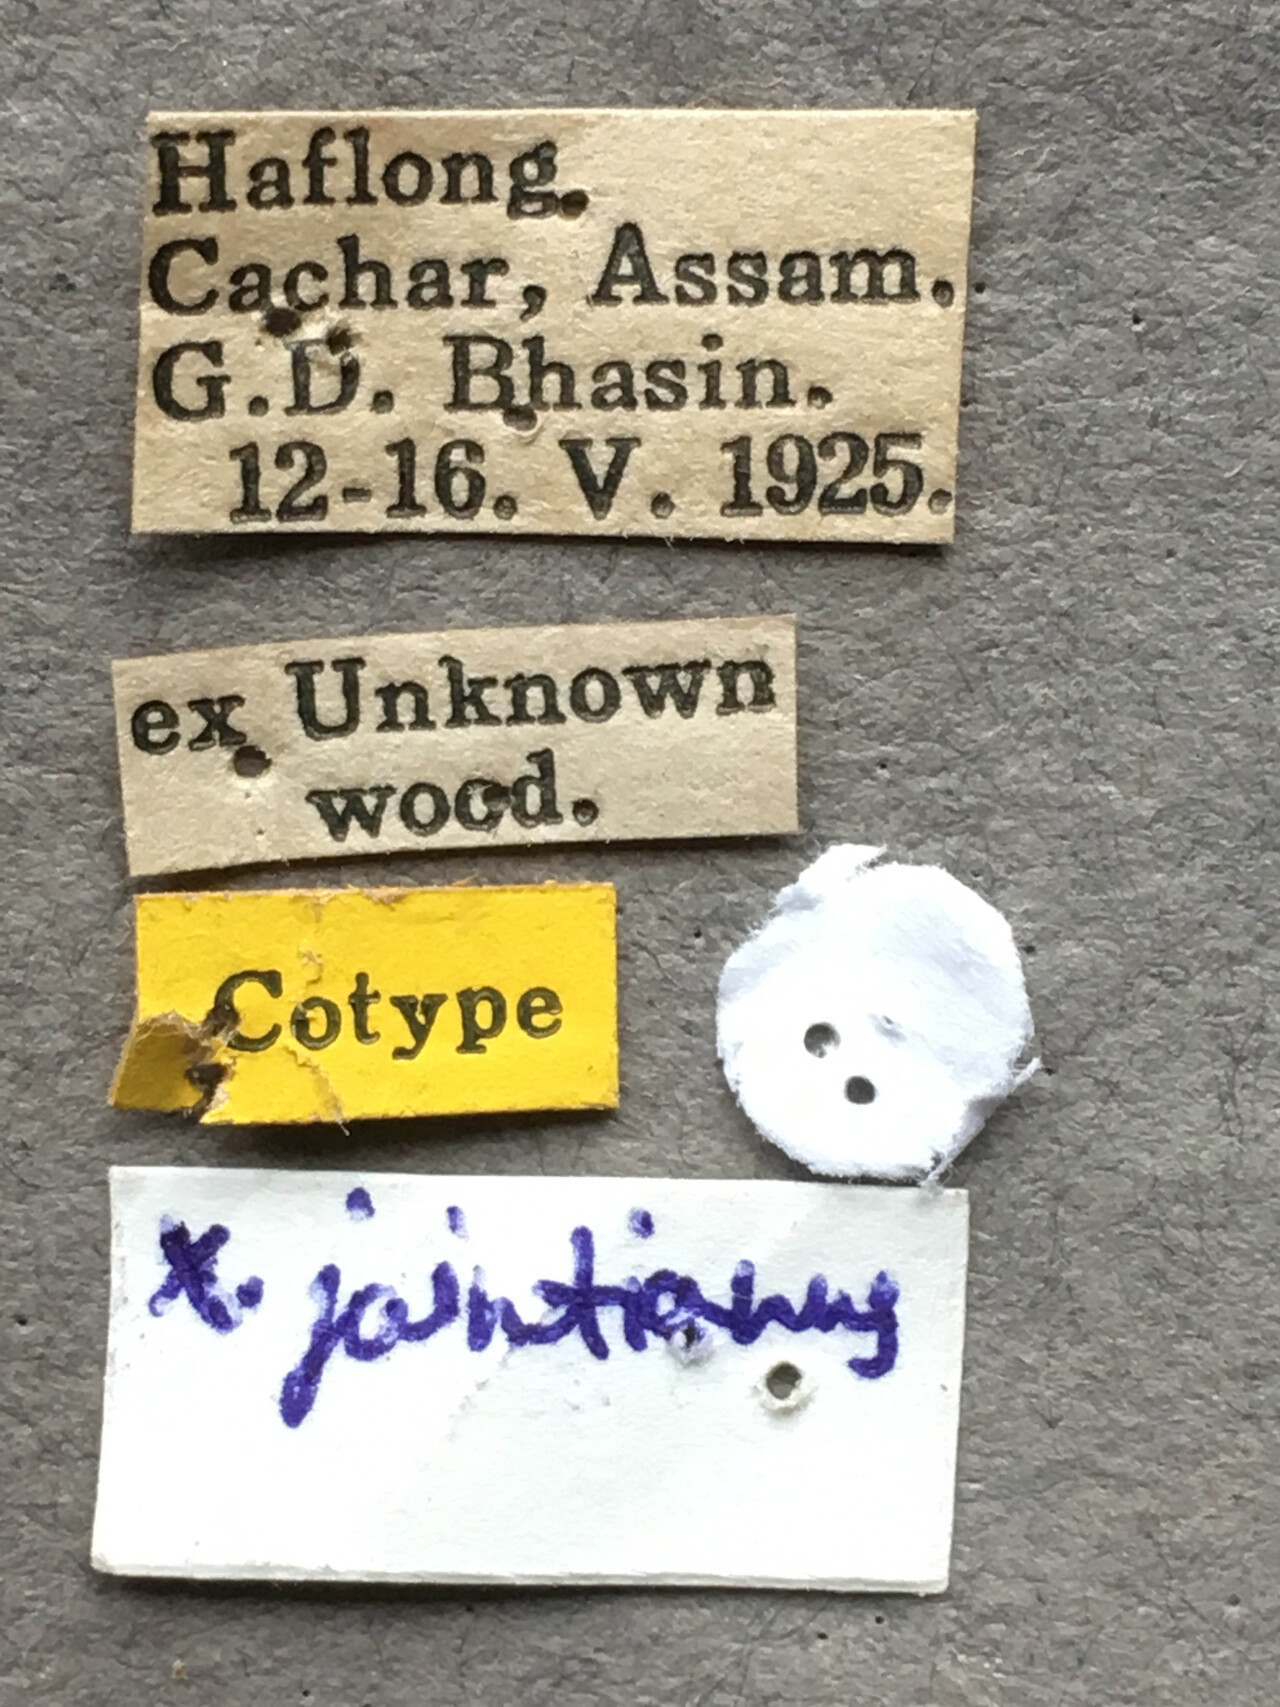 Haflong.
Cachar, Assam.
G.D. Bhasin.
12-16. V. 1925.
ex Unknown
wood.
Cotype
x. jaintianus